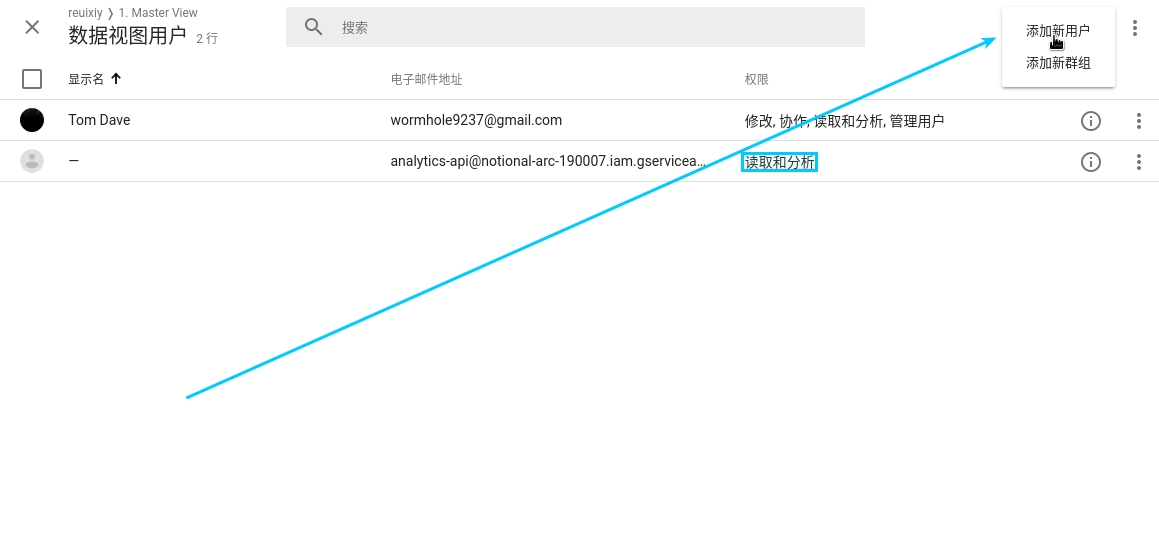 reuixiy 》 1. Master View
数据视图用户 2 行
搜索
添加新用户
添加新群组
显示名 电子邮件地址 权限
Tom Dave wormhole9237@gmail.com 修改, 协作, 读取和分析, 管理用户
— analytics-api@notional-arc-190007.iam.gservicea… 读取和分析